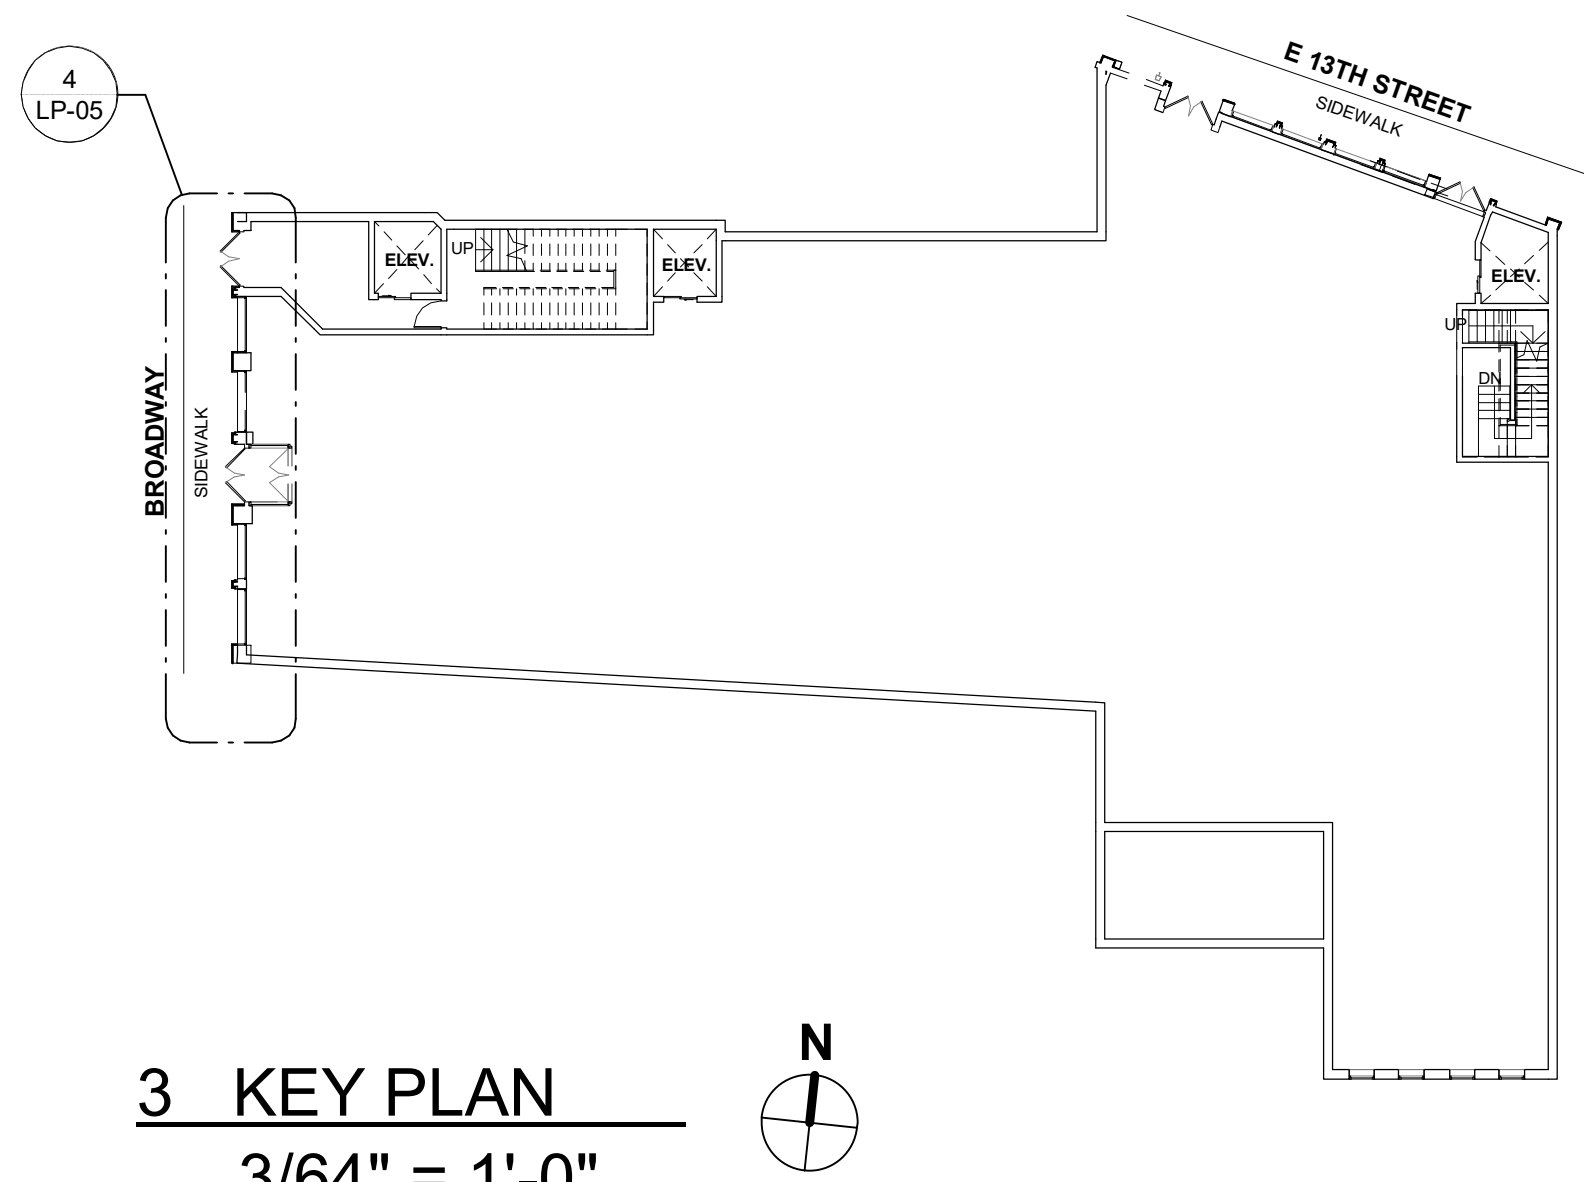 4
LP-05
E 13TH STREET
SIDEWALK
ELEV.
UP
ELEV.
ELEV.
UP
DN
BROADWAY
SIDEWALK
N
3 KEY PLAN
3/64" = 1'-0"